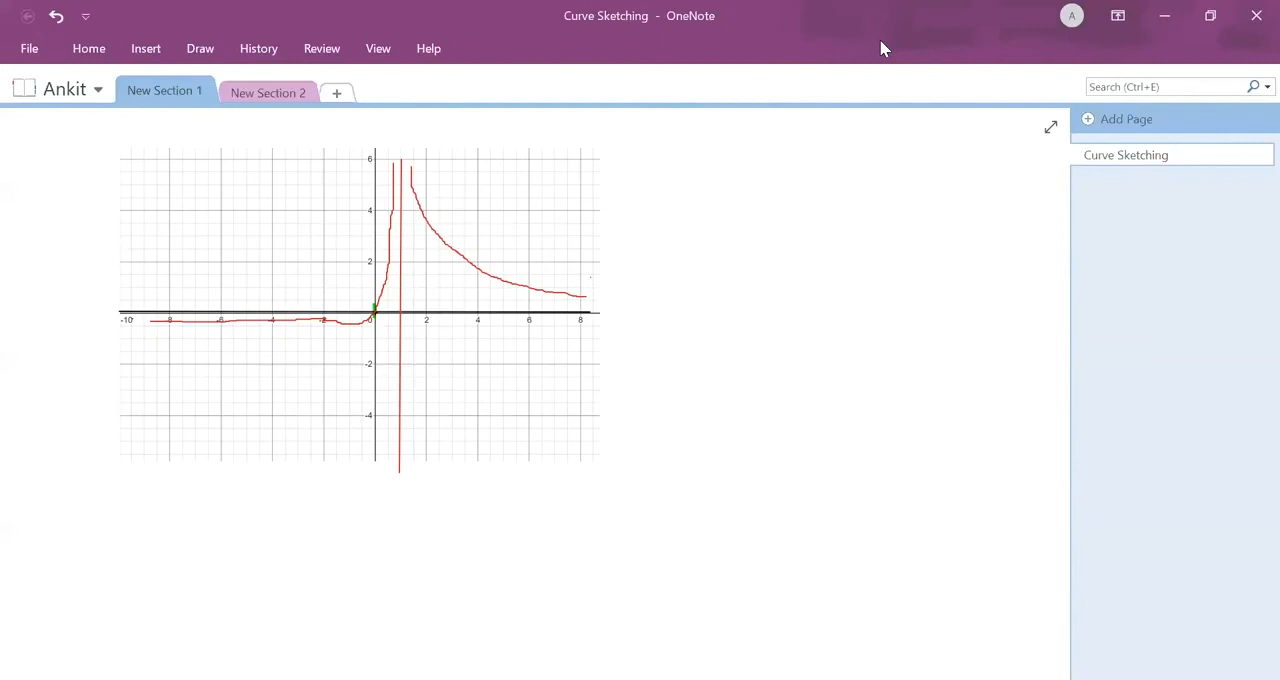 Curve Sketching - OneNote
A
File Home Insert Draw History Review View Help
Ankit New Section 1 New Section 2 +
Search (Ctrl+E)
Add Page
Curve Sketching
6
4
2
-10 -8 -6 -4 -2 0 2 4 6 8
-2
-4